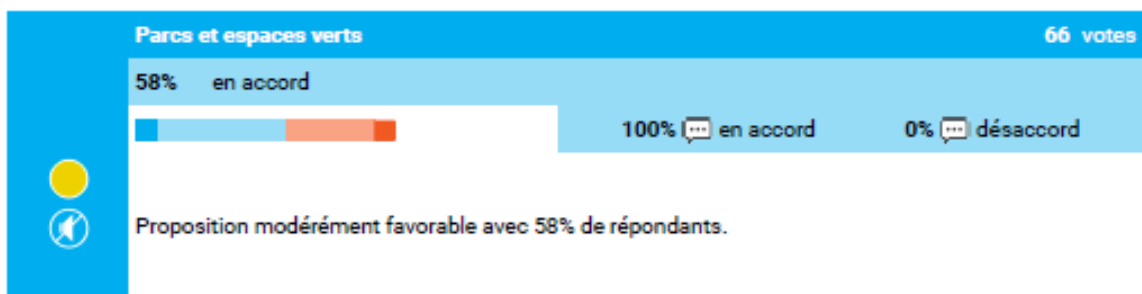 Parcs et espaces verts 66 votes
58% en accord
100% en accord 0% désaccord
Proposition modérément favorable avec 58% de répondants.